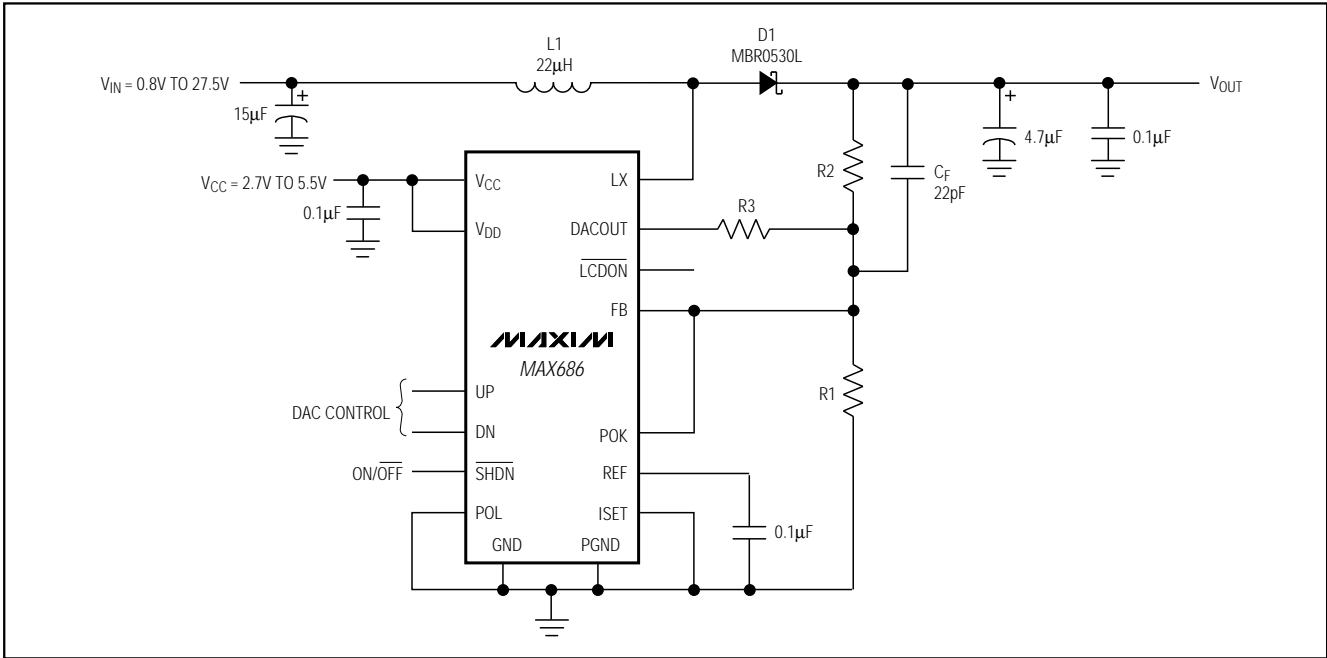 L1
22µH
D1
MBR0530L
VIN = 0.8V TO 27.5V
VOUT
15µF
4.7µF
0.1µF
R2
CF
22pF
VCC = 2.7V TO 5.5V
VCC
LX
0.1µF
R3
VDD
DACOUT
LCDON
FB
MAXIM
MAX686
R1
UP
DAC CONTROL
DN
POK
ON/OFF
SHDN
REF
POL
ISET
0.1µF
GND
PGND